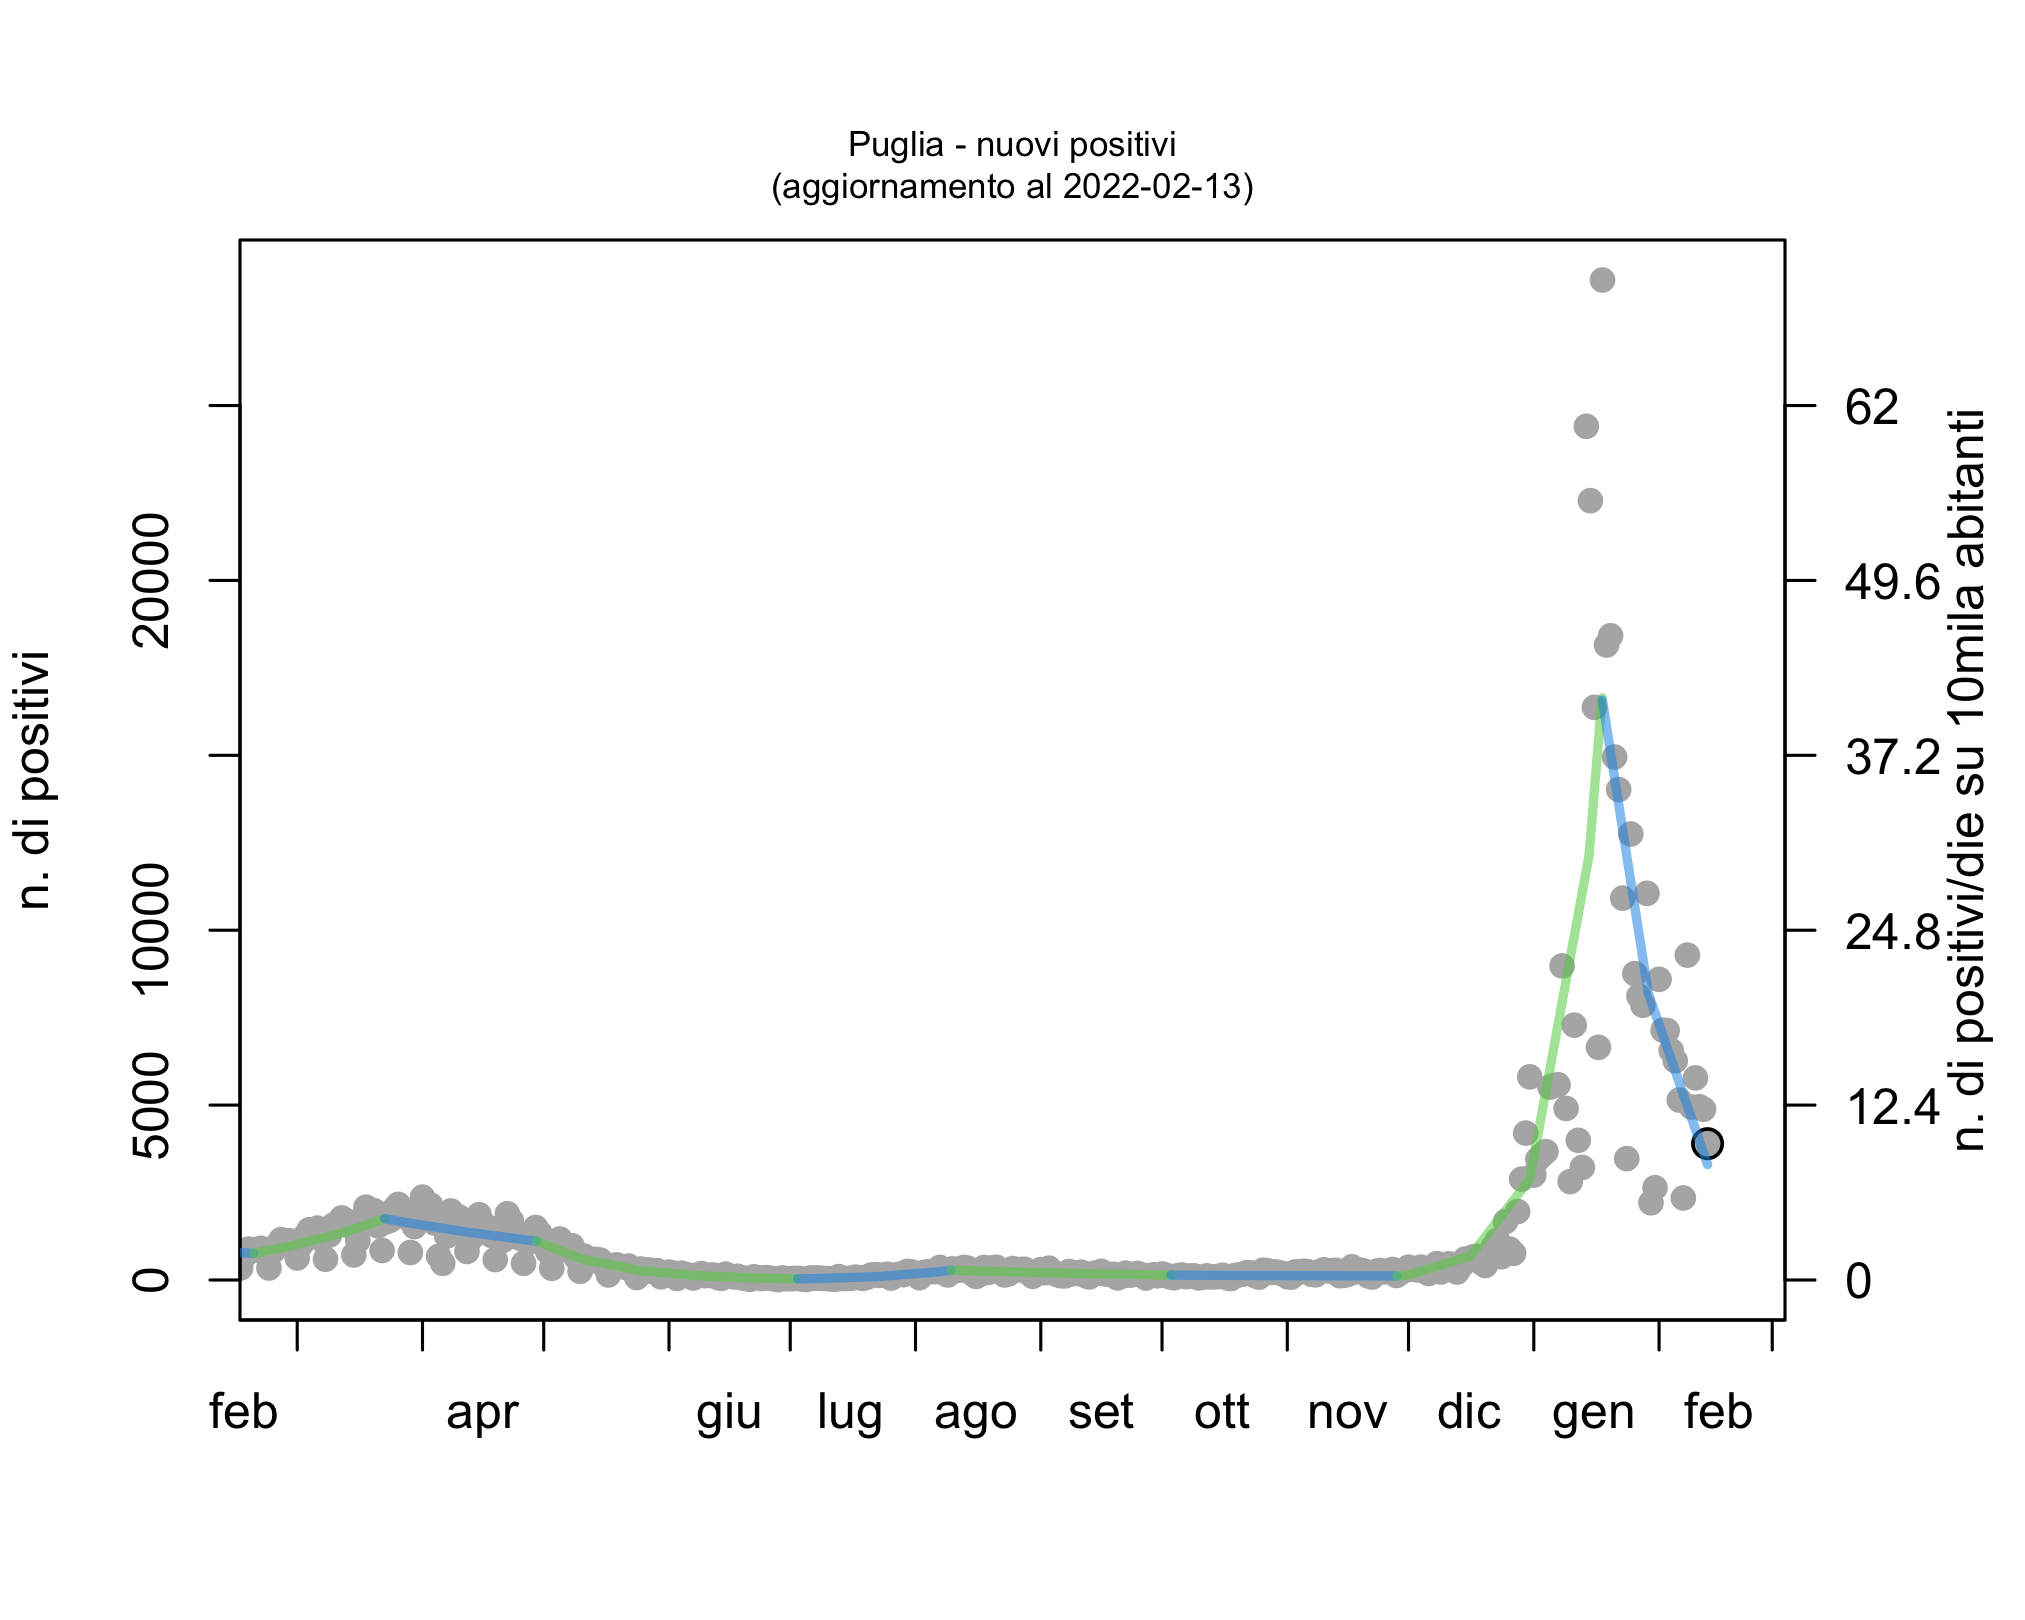 Puglia - nuovi positivi
(aggiornamento al 2022-02-13)
n. di positivi
20000
10000
5000
0
62
49.6
37.2
24.8
12.4
0
n. di positivi/die su 10mila abitanti
feb apr giu lug ago set ott nov dic gen feb